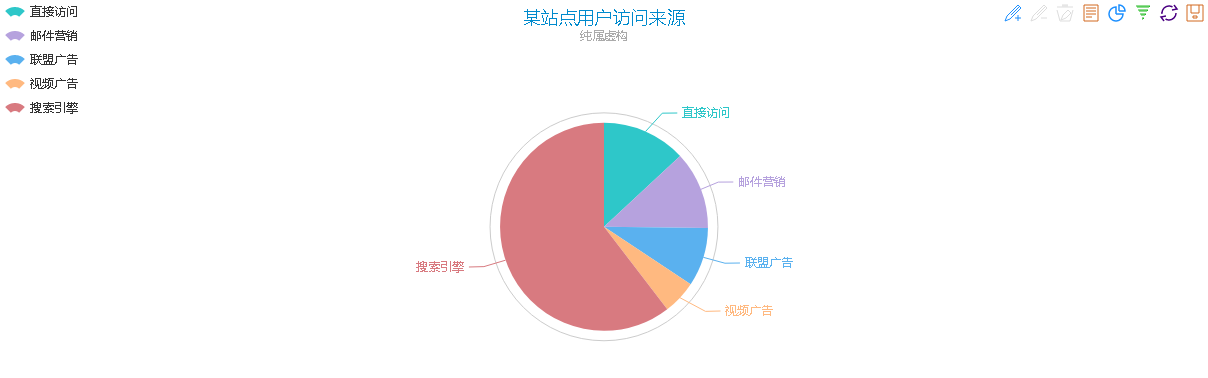 直接访问
邮件营销
联盟广告
视频广告
搜索引擎
某站点用户访问来源
纯属虚构
直接访问
邮件营销
联盟广告
视频广告
搜索引擎